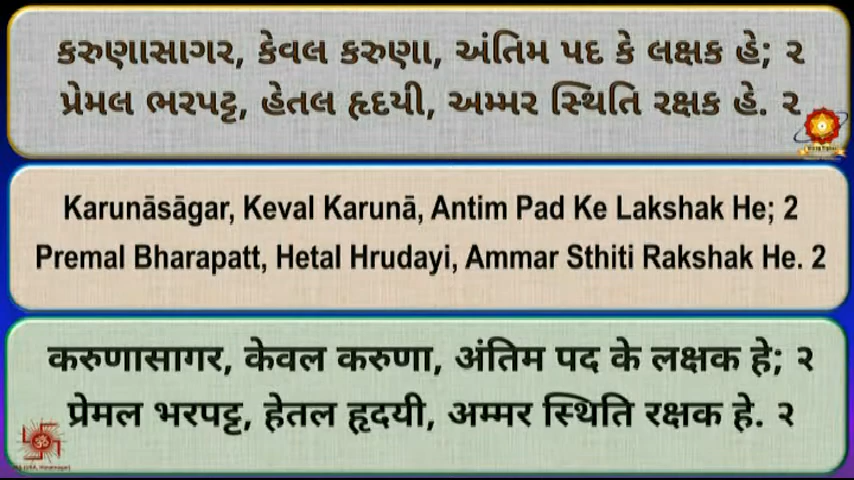 કરુણાસાગર, કેવલ કરુણા, અંતિમ પદ કે લક્ષક હે; ૨
પ્રેમલ ભરપટ્ટ, હેતલ હૃદયી, અમ્મર સ્થિતિ રક્ષક હે. ૨
Karunāsāgar, Keval Karunā, Antim Pad Ke Lakshak He; 2
Premal Bharapatt, Hetal Hrudayi, Ammar Sthiti Rakshak He. 2
करुणासागर, केवल करुणा, अंतिम पद के लक्षक हे; २
प्रेमल भरपट्ट, हेतल हृदयी, अम्मर स्थिति रक्षक हे. २